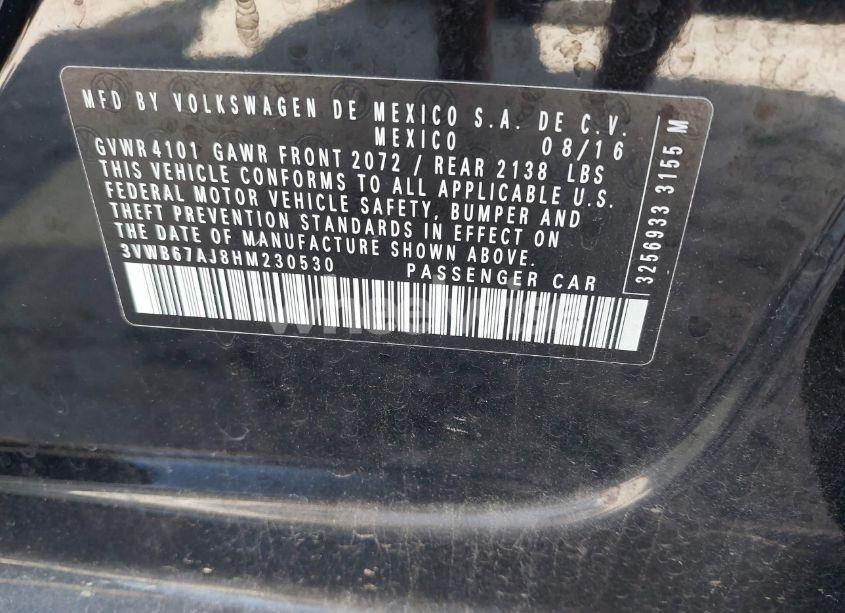 MFD BY VOLKSWAGEN DE MEXICO S.A. DE C.V.
MEXICO 08/16
GVWR 4101 GAWR FRONT 2072 / REAR 2138 LBS
THIS VEHICLE CONFORMS TO ALL APPLICABLE U.S.
FEDERAL MOTOR VEHICLE SAFETY, BUMPER AND
THEFT PREVENTION STANDARDS IN EFFECT ON
THE DATE OF MANUFACTURE SHOWN ABOVE.
3VWB67AJ8HM230530 PASSENGER CAR
3256933 3155 M